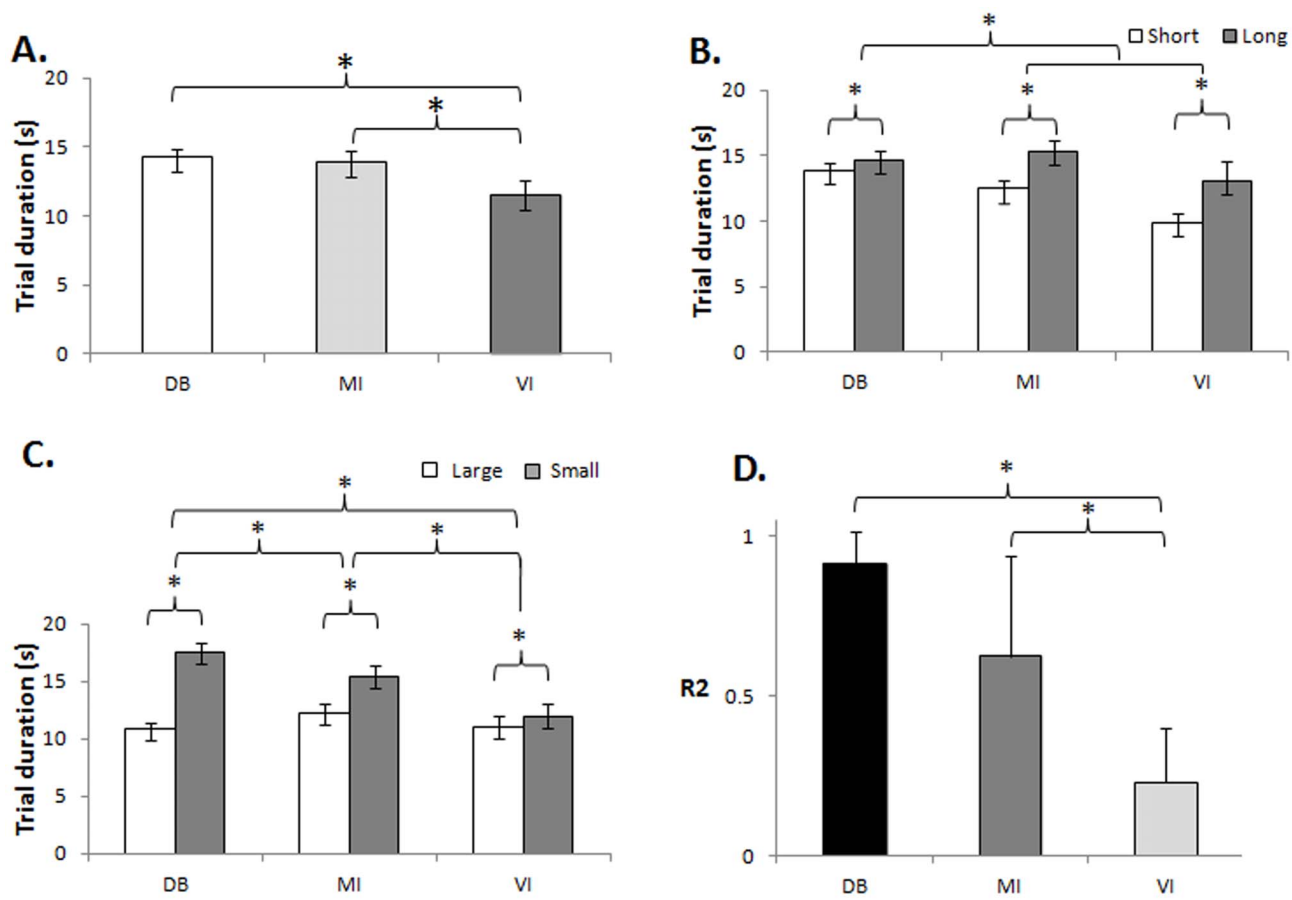 A.
*
*
20
15
10
5
0
Trial duration (s)
DB MI VI
B.
Short Long
*
* * *
20
15
10
5
0
Trial duration (s)
DB MI VI
C.
Large Small
*
* *
* * *
20
15
10
5
0
Trial duration (s)
DB MI VI
D.
*
*
1
0.5
0
R2
DB MI VI